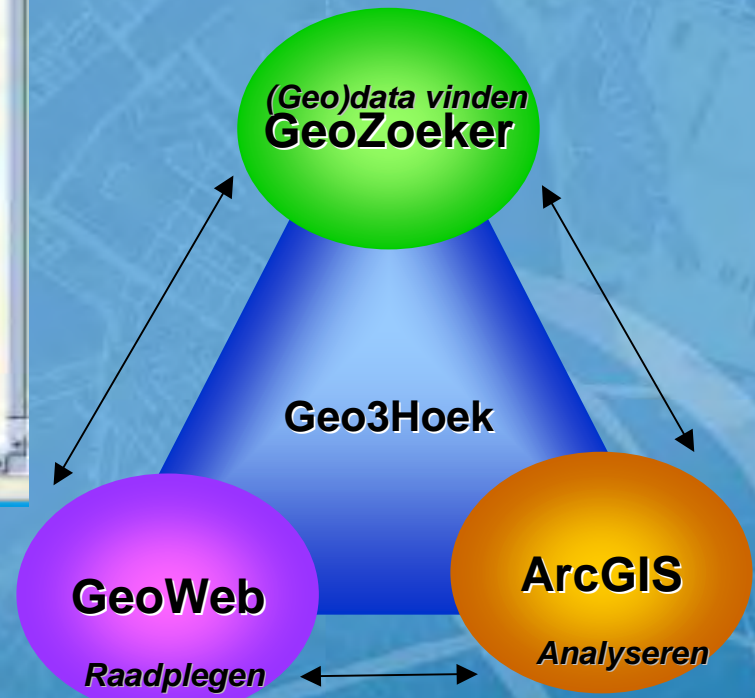 (Geo)data vinden
GeoZoeker
Geo3Hoek
GeoWeb
Raadplegen
ArcGIS
Analyseren